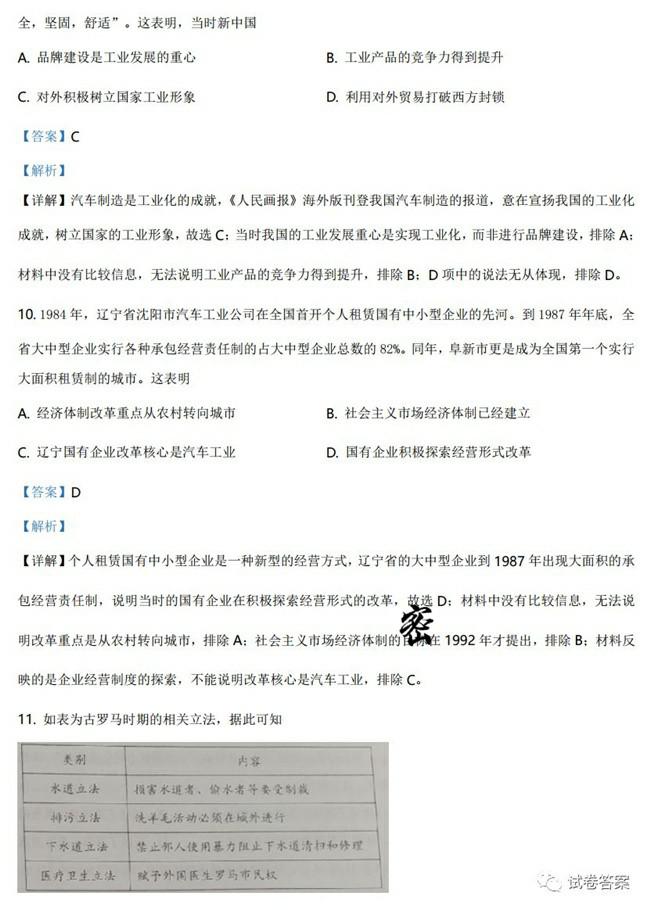 全，坚固，舒适”。这表明，当时新中国
A. 品牌建设是工业发展的重心 B. 工业产品的竞争力得到提升
C. 对外积极树立国家工业形象 D. 利用对外贸易打破西方封锁
【答案】C
【解析】
【详解】汽车制造是工业化的成就，《人民画报》海外版刊登我国汽车制造的报道，意在宣扬我国的工业化
成就，树立国家的工业形象，故选 C；当时我国的工业发展重心是实现工业化，而非进行品牌建设，排除 A；
材料中没有比较信息，无法说明工业产品的竞争力得到提升，排除 B；D 项中的说法无从体现，排除 D。
10. 1984 年，辽宁省沈阳市汽车工业公司在全国首开个人租赁国有中小型企业的先河。到 1987 年年底，全
省大中型企业实行各种承包经营责任制的占大中型企业总数的 82%。同年，阜新市更是成为全国第一个实行
大面积租赁制的城市。这表明
A. 经济体制改革重点从农村转向城市 B. 社会主义市场经济体制已经建立
C. 辽宁国有企业改革核心是汽车工业 D. 国有企业积极探索经营形式改革
【答案】D
【解析】
【详解】个人租赁国有中小型企业是一种新型的经营方式，辽宁省的大中型企业到 1987 年出现大面积的承
包经营责任制，说明当时的国有企业在积极探索经营形式的改革，故选 D；材料中没有比较信息，无法说
明改革重点是从农村转向城市，排除 A；社会主义市场经济体制的目标在 1992 年才提出，排除 B；材料反
密
映的是企业经营制度的探索，不能说明改革核心是汽车工业，排除 C。
11. 如表为古罗马时期的相关立法，据此可知
类别 内容
水道立法 损害水道者、偷水者等要受制裁
排污立法 洗羊毛活动必须在城外进行
下水道立法 禁止邻人使用暴力阻止下水道清扫和修理
医疗卫生立法 赋予外国医生罗马市民权
试卷答案